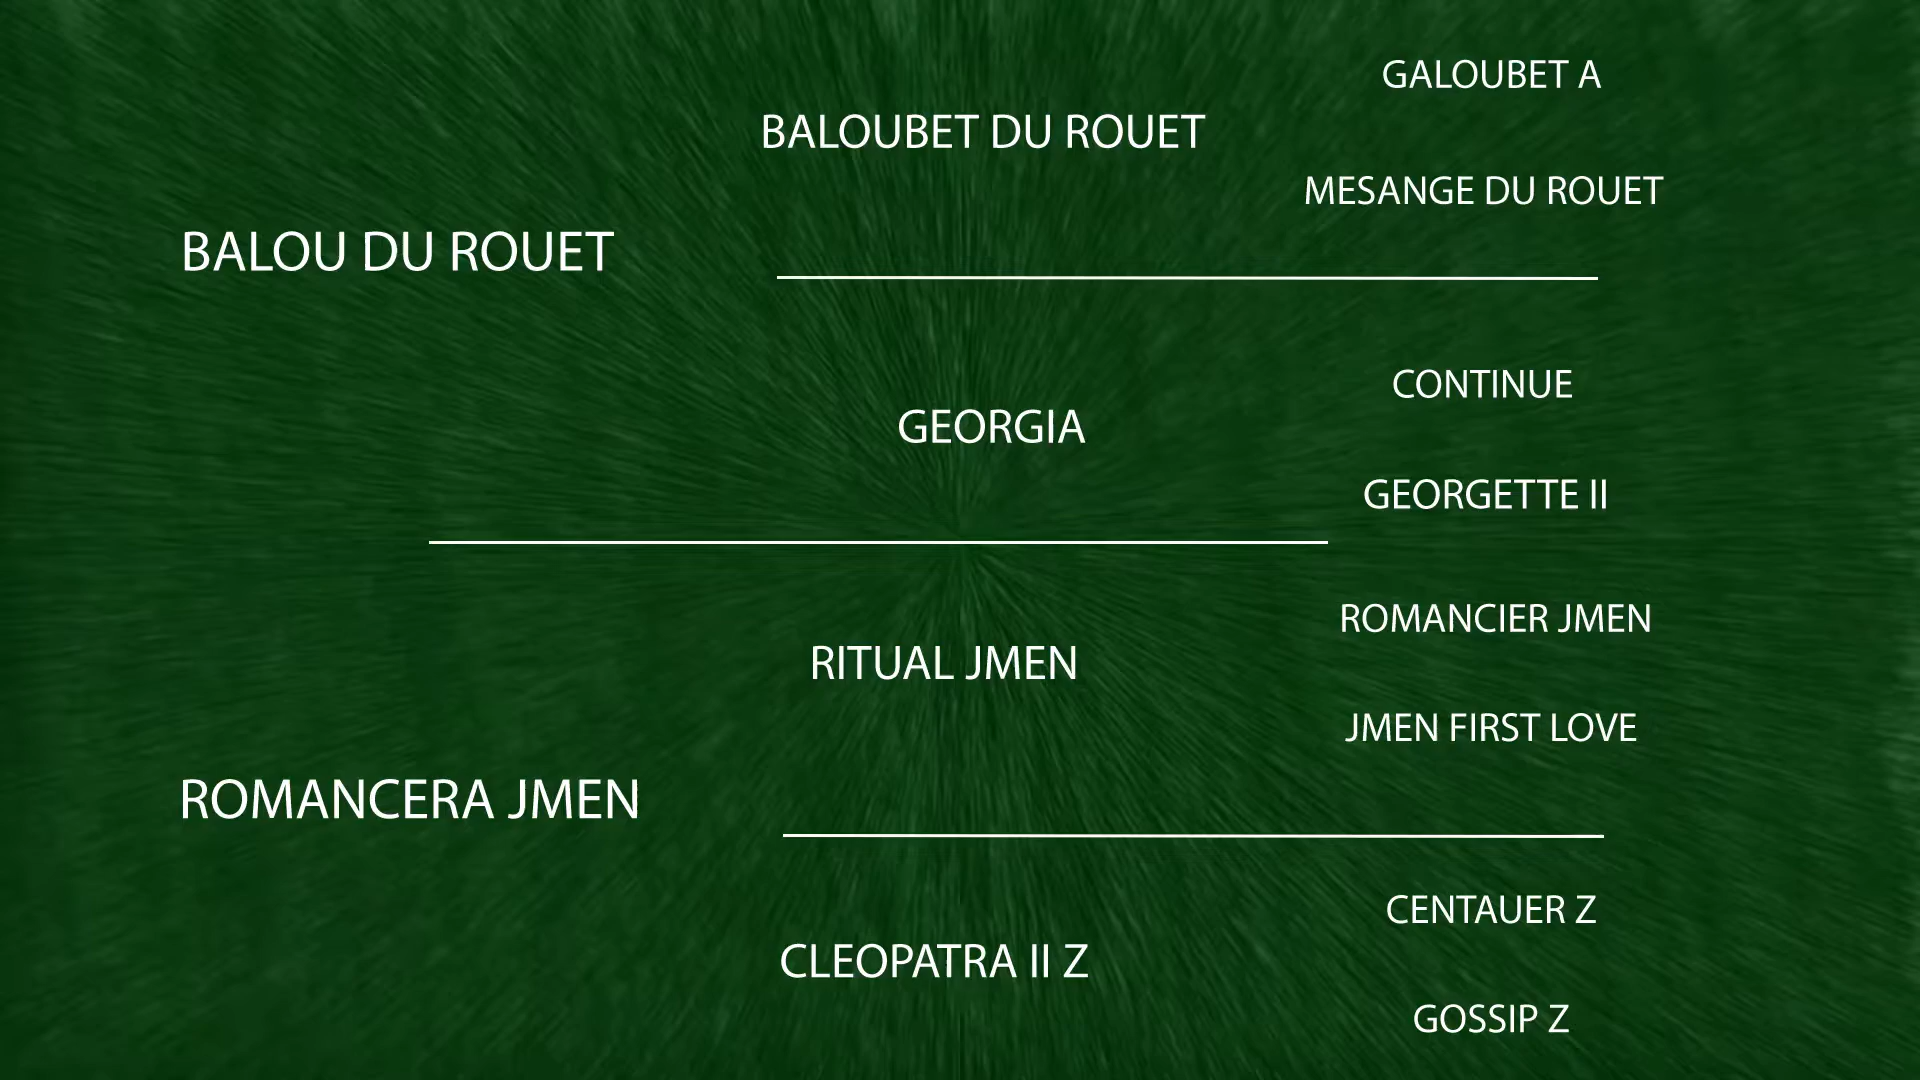 GALOUBET A
BALOUBET DU ROUET
MESANGE DU ROUET
BALOU DU ROUET
CONTINUE
GEORGIA
GEORGETTE II
ROMANCIER JMEN
RITUAL JMEN
JMEN FIRST LOVE
ROMANCERA JMEN
CENTAUER Z
CLEOPATRA II Z
GOSSIP Z